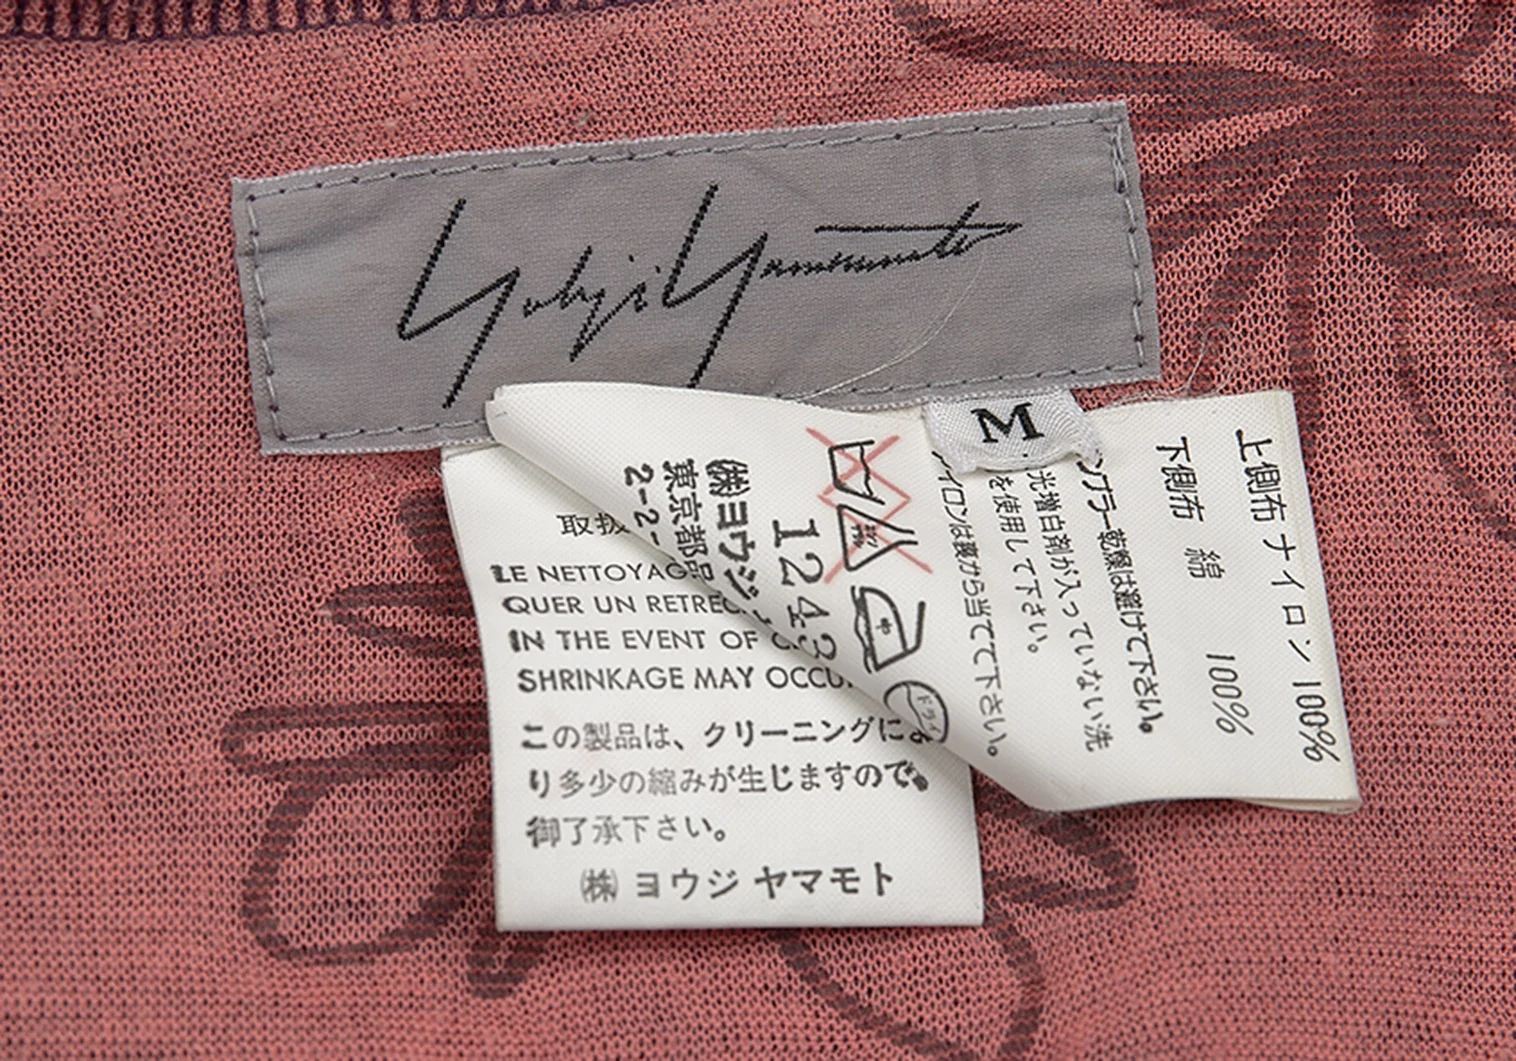 Yohji Yamamoto
M
上側布 ナイロン 100%
下側布 綿 100%
乾燥は避けて下さい。
光増白剤が入っていない洗
を使用して下さい。
イロンは裏から当てて下さい。
ドライ
1243
㈱ヨウジ
東京都品
2-2-
取扱
LE NETTOYAG
QUER UN RETREC
IN THE EVENT OF C
SHRINKAGE MAY OCCU
この製品は、クリーニングによ
り多少の縮みが生じますので
御了承下さい。
㈱ ヨウジ ヤマモト